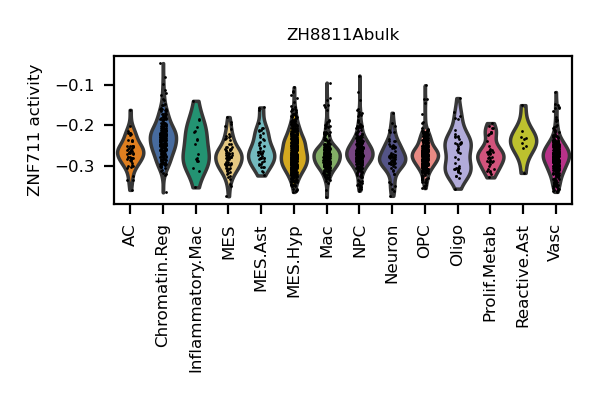 ZH8811Abulk
ZNF711 activity
−0.1
−0.2
−0.3
AC
Chromatin.Reg
Inflammatory.Mac
MES
MES.Ast
MES.Hyp
Mac
NPC
Neuron
OPC
Oligo
Prolif.Metab
Reactive.Ast
Vasc